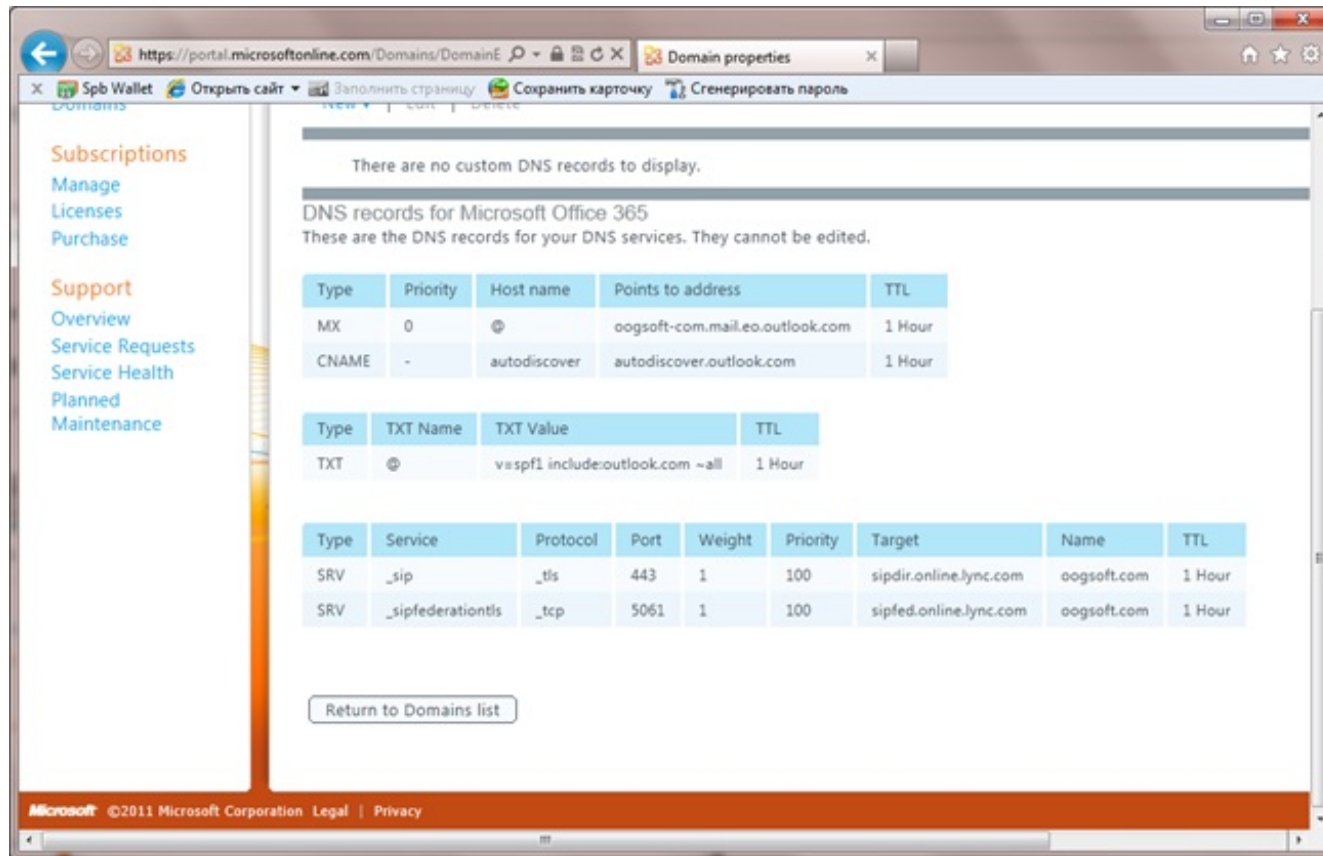 https://portal.microsoftonline.com/Domains/DomainE
Domain properties
Spb Wallet Открыть сайт Заполнить страницу Сохранить карточку Сгенерировать пароль
Domains
New | Edit | Delete
Subscriptions
Manage
Licenses
Purchase
Support
Overview
Service Requests
Service Health
Planned
Maintenance
There are no custom DNS records to display.
DNS records for Microsoft Office 365
These are the DNS records for your DNS services. They cannot be edited.
Type Priority Host name Points to address TTL
MX 0 @ oogsoft-com.mail.eo.outlook.com 1 Hour
CNAME - autodiscover autodiscover.outlook.com 1 Hour
Type TXT Name TXT Value TTL
TXT @ v=spf1 include:outlook.com ~all 1 Hour
Type Service Protocol Port Weight Priority Target Name TTL
SRV _sip _tls 443 1 100 sipdir.online.lync.com oogsoft.com 1 Hour
SRV _sipfederationtls _tcp 5061 1 100 sipfed.online.lync.com oogsoft.com 1 Hour
Return to Domains list
Microsoft ©2011 Microsoft Corporation Legal | Privacy